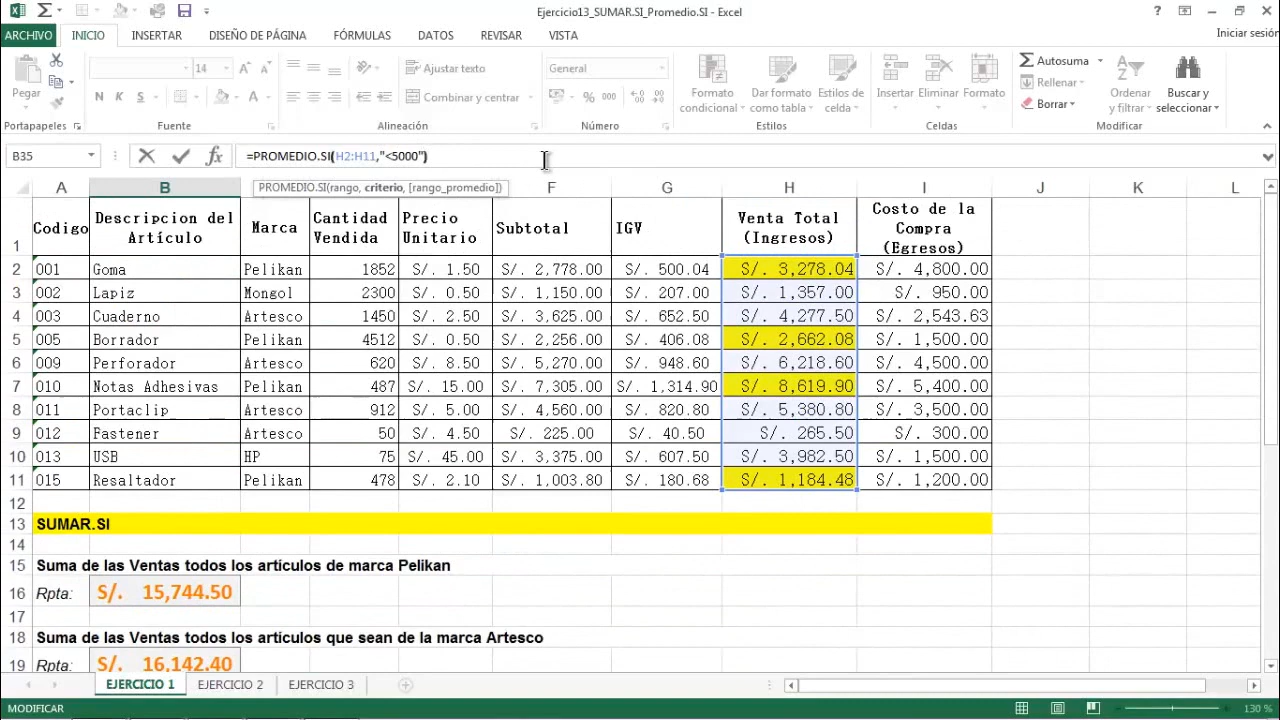 Ejercicio13_SUMAR.SI_Promedio.SI - Excel
ARCHIVO INICIO INSERTAR DISEÑO DE PÁGINA FÓRMULAS DATOS REVISAR VISTA Iniciar sesión
Pegar
N K S
14
Ajustar texto
Combinar y centrar
General
% 000
Formato condicional
Dar formato como tabla
Estilos de celda
Insertar Eliminar Formato
Autosuma
Rellenar
Borrar
Ordenar y filtrar
Buscar y seleccionar
Portapapeles Fuente Alineación Número Estilos Celdas Modificar
B35 =PROMEDIO.SI(H2:H11,"<5000")
PROMEDIO.SI(rango, criterio, [rango_promedio])
A B F G H I J K L
1 Codigo Descripcion del Artículo Marca Cantidad Vendida Precio Unitario Subtotal IGV Venta Total (Ingresos) Costo de la Compra (Egresos)
2 001 Goma Pelikan 1852 S/. 1.50 S/. 2,778.00 S/. 500.04 S/. 3,278.04 S/. 4,800.00
3 002 Lapiz Mongol 2300 S/. 0.50 S/. 1,150.00 S/. 207.00 S/. 1,357.00 S/. 950.00
4 003 Cuaderno Artesco 1450 S/. 2.50 S/. 3,625.00 S/. 652.50 S/. 4,277.50 S/. 2,543.63
5 005 Borrador Pelikan 4512 S/. 0.50 S/. 2,256.00 S/. 406.08 S/. 2,662.08 S/. 1,500.00
6 009 Perforador Artesco 620 S/. 8.50 S/. 5,270.00 S/. 948.60 S/. 6,218.60 S/. 4,500.00
7 010 Notas Adhesivas Pelikan 487 S/. 15.00 S/. 7,305.00 S/. 1,314.90 S/. 8,619.90 S/. 5,400.00
8 011 Portaclip Artesco 912 S/. 5.00 S/. 4,560.00 S/. 820.80 S/. 5,380.80 S/. 3,500.00
9 012 Fastener Artesco 50 S/. 4.50 S/. 225.00 S/. 40.50 S/. 265.50 S/. 300.00
10 013 USB HP 75 S/. 45.00 S/. 3,375.00 S/. 607.50 S/. 3,982.50 S/. 1,500.00
11 015 Resaltador Pelikan 478 S/. 2.10 S/. 1,003.80 S/. 180.68 S/. 1,184.48 S/. 1,200.00
12
13 SUMAR.SI
14
15 Suma de las Ventas todos los artículos de marca Pelikan
16 Rpta: S/. 15,744.50
17
18 Suma de las Ventas todos los artículos que sean de la marca Artesco
19 Rpta: S/. 16,142.40
EJERCICIO 1 EJERCICIO 2 EJERCICIO 3
MODIFICAR 130 %